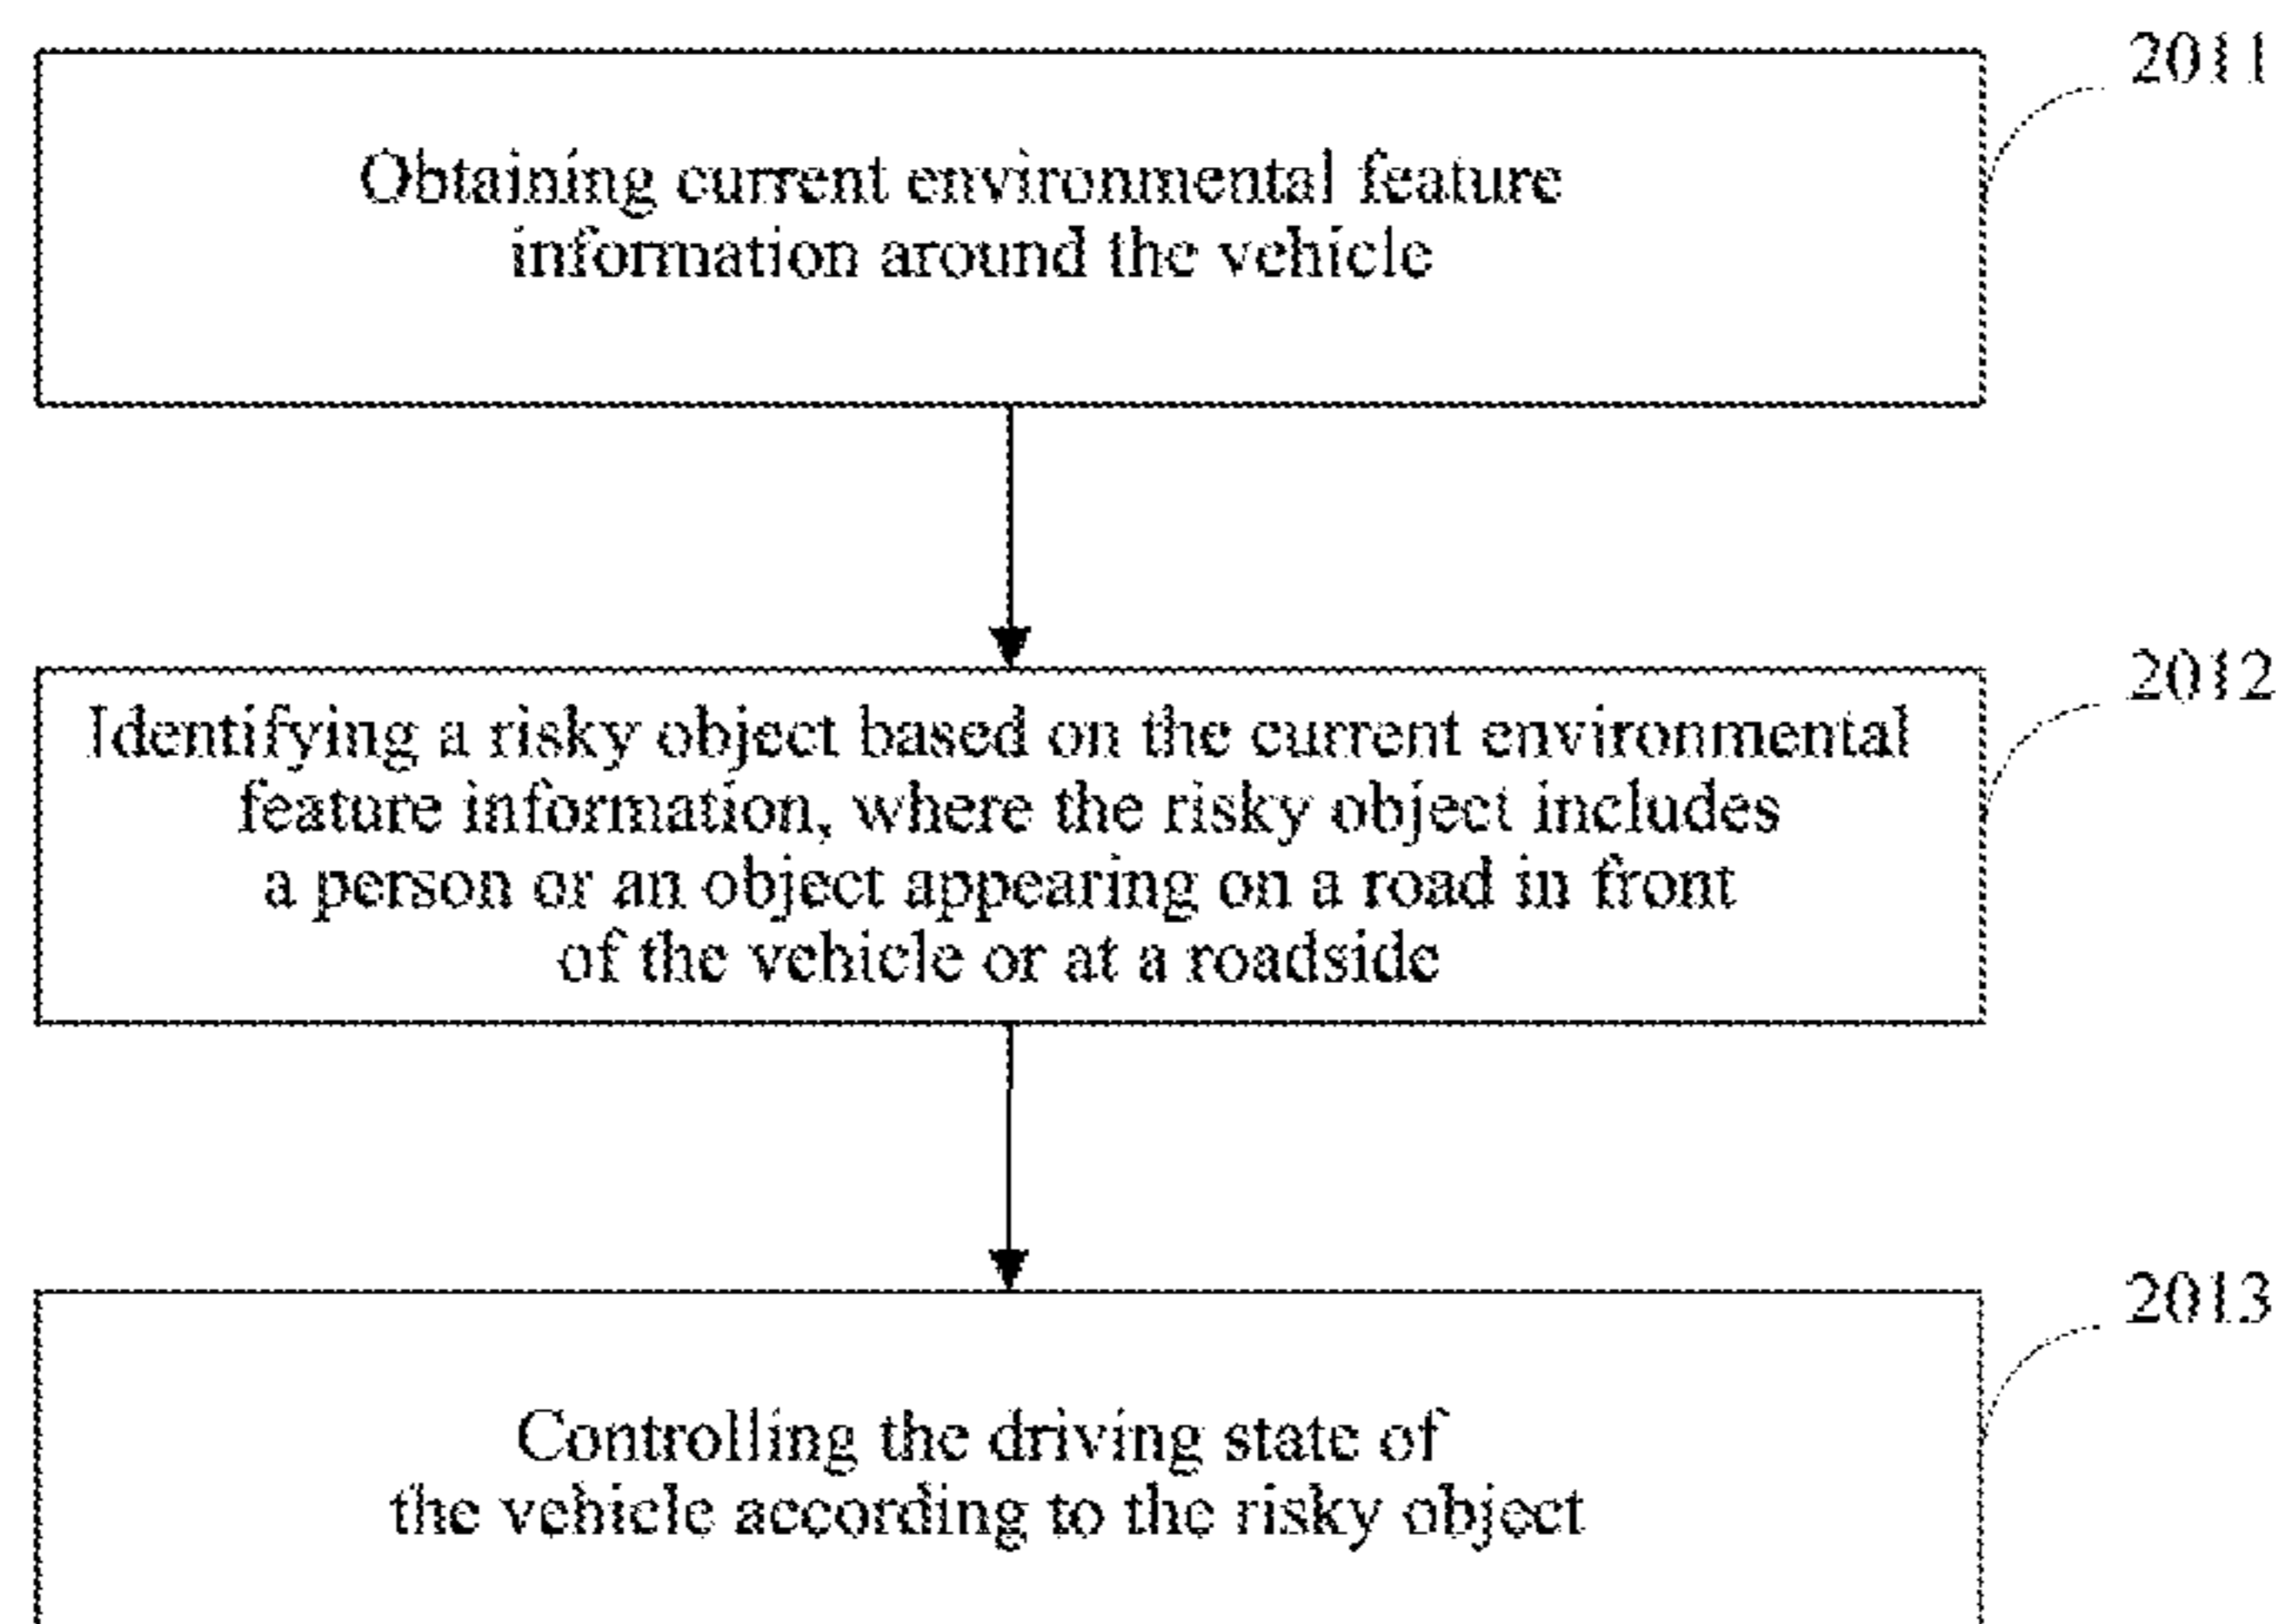 2011
Obtaining current environmental feature
information around the vehicle
2012
Identifying a risky object based on the current environmental
feature information, where the risky object includes
a person or an object appearing on a road in front
of the vehicle or at a roadside
2013
Controlling the driving state of
the vehicle according to the risky object